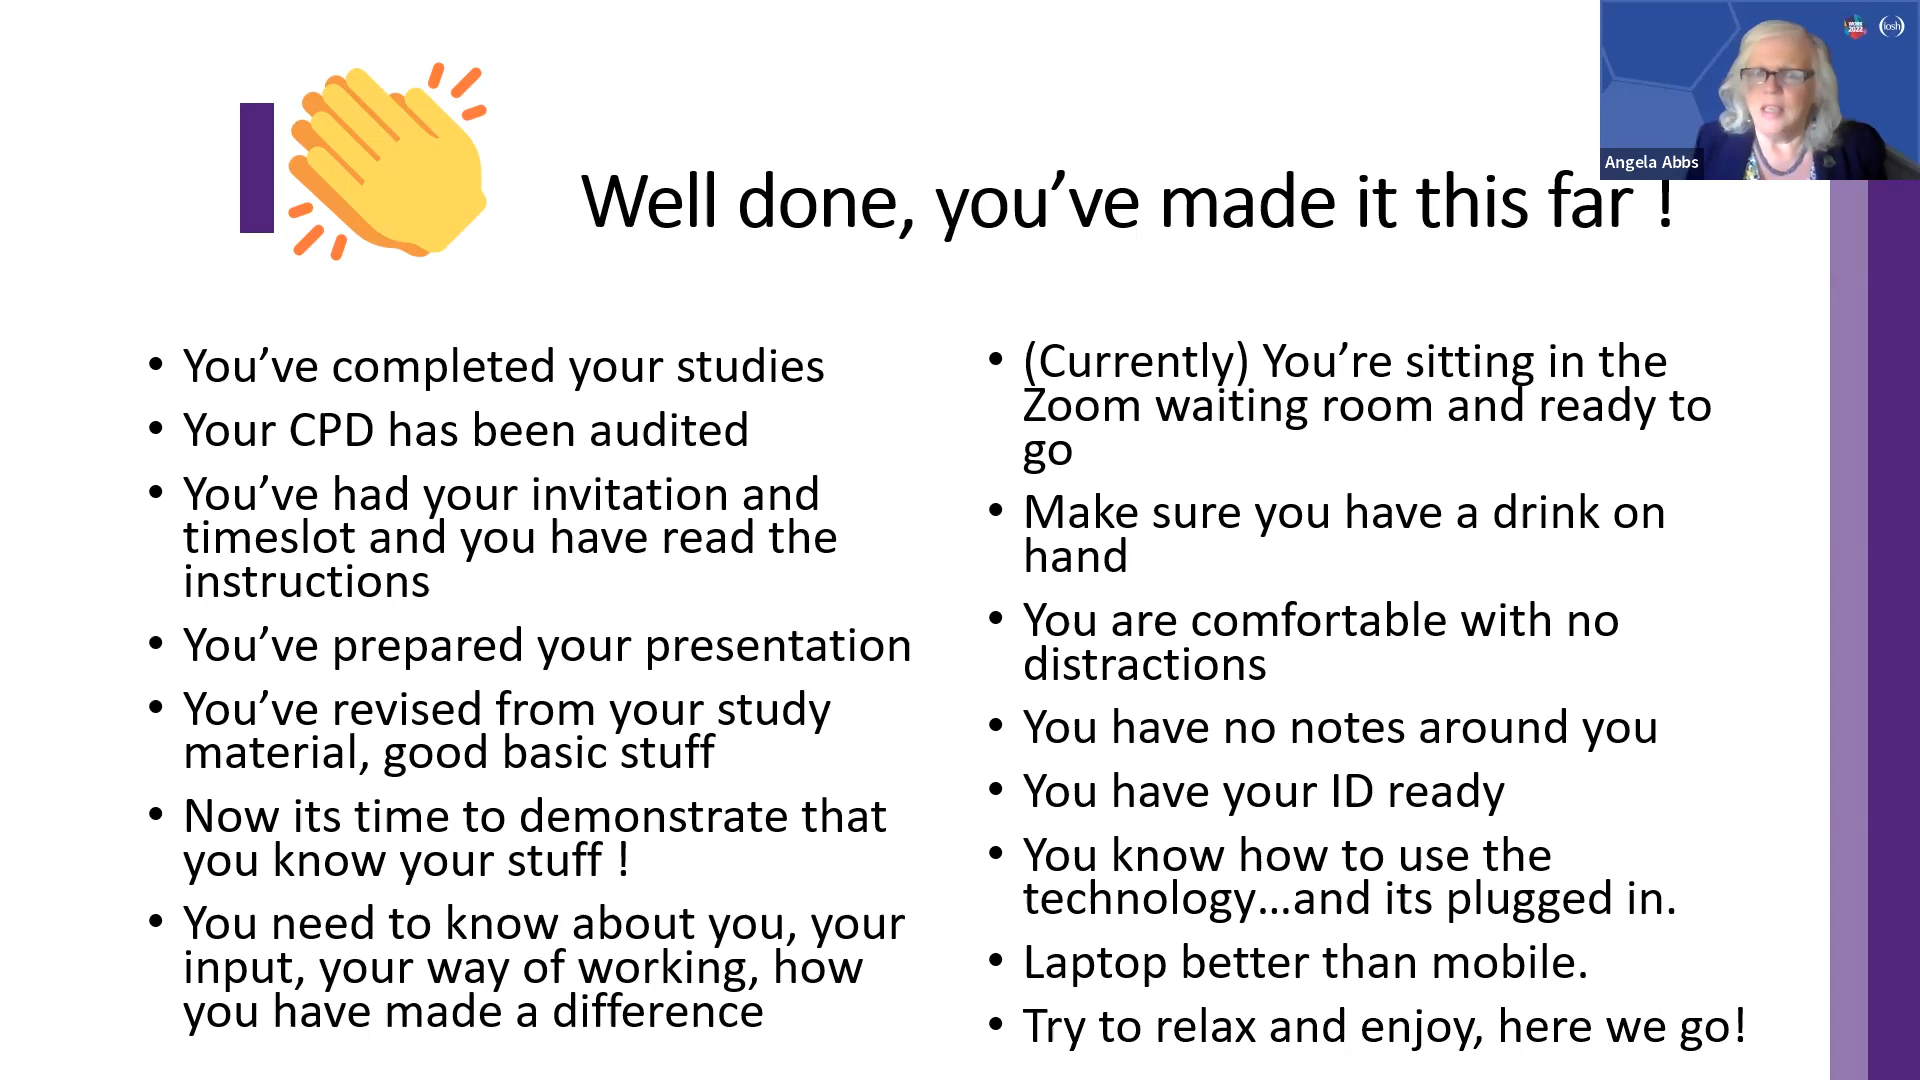 WORK
2022
iosh
Angela Abbs
Well done, you’ve made it this far !
• You’ve completed your studies
• Your CPD has been audited
• You’ve had your invitation and
timeslot and you have read the
instructions
• You’ve prepared your presentation
• You’ve revised from your study
material, good basic stuff
• Now its time to demonstrate that
you know your stuff !
• You need to know about you, your
input, your way of working, how
you have made a difference
• (Currently) You’re sitting in the
Zoom waiting room and ready to
go
• Make sure you have a drink on
hand
• You are comfortable with no
distractions
• You have no notes around you
• You have your ID ready
• You know how to use the
technology...and its plugged in.
• Laptop better than mobile.
• Try to relax and enjoy, here we go!